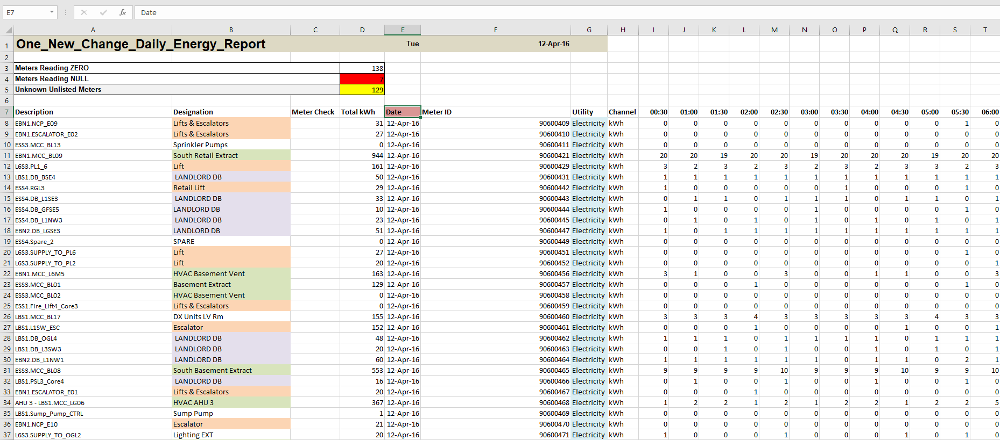 E7 fx Date
A B C D E F G H I J K L M N O P Q R S T
1 One_New_Change_Daily_Energy_Report Tue 12-Apr-16
2
3 Meters Reading ZERO 138
4 Meters Reading NULL 7
5 Unknown Unlisted Meters 129
6
7 Description Designation Meter Check Total kWh Date Meter ID Utility Channel 00:30 01:00 01:30 02:00 02:30 03:00 03:30 04:00 04:30 05:00 05:30 06:00
8 EBN1.NCP_E09 Lifts & Escalators 31 12-Apr-16 90600409 Electricity kWh 0 0 0 0 0 0 0 0 0 0 1 0
9 EBN1.ESCALATOR_E02 Lifts & Escalators 27 12-Apr-16 90600410 Electricity kWh 0 0 0 0 0 0 0 0 0 0 0 0
10 ESS3.MCC_BL13 Sprinkler Pumps 0 12-Apr-16 90600411 Electricity kWh 0 0 0 0 0 0 0 0 0 0 0 0
11 EBN1.MCC_BL09 South Retail Extract 944 12-Apr-16 90600421 Electricity kWh 20 20 19 20 20 19 20 20 20 19 20 20
12 L6S3.PL1_6 Lift 161 12-Apr-16 90600429 Electricity kWh 3 2 3 2 3 2 3 2 3 3 2 3
13 LBS1.DB_BSE4 LANDLORD DB 50 12-Apr-16 90600431 Electricity kWh 1 1 1 1 1 1 1 1 1 1 1 1
14 ESS4.RGL3 Retail Lift 29 12-Apr-16 90600442 Electricity kWh 1 0 0 0 0 0 1 0 0 0 1 0
15 ESS4.DB_L1SE3 LANDLORD DB 33 12-Apr-16 90600443 Electricity kWh 0 1 1 0 1 1 1 0 1 1 0 1
16 ESS4.DB_GFSE5 LANDLORD DB 10 12-Apr-16 90600444 Electricity kWh 1 0 0 0 0 1 0 0 0 0 1 0
17 ESS4.DB_L1NW3 LANDLORD DB 23 12-Apr-16 90600445 Electricity kWh 0 1 0 1 0 1 0 1 0 1 0 1
18 EBN2.DB_LGSE3 LANDLORD DB 51 12-Apr-16 90600447 Electricity kWh 1 0 1 1 1 1 1 1 1 1 1 1
19 ESS4.Spare_2 SPARE 0 12-Apr-16 90600449 Electricity kWh 0 0 0 0 0 0 0 0 0 0 0 0
20 L6S3.SUPPLY_TO_PL6 Lift 27 12-Apr-16 90600451 Electricity kWh 0 0 0 0 0 0 0 0 0 0 1 0
21 L6S3.SUPPLY_TO_PL2 Lift 20 12-Apr-16 90600452 Electricity kWh 0 0 0 0 0 0 0 0 0 0 0 1
22 EBN1.MCC_L6M5 HVAC Basement Vent 163 12-Apr-16 90600456 Electricity kWh 3 1 0 0 3 0 0 1 1 0 0 3
23 ESS3.MCC_BL01 Basement Extract 129 12-Apr-16 90600457 Electricity kWh 0 0 0 1 0 0 0 0 0 0 1 0
24 ESS3.MCC_BL02 HVAC Basement Vent 0 12-Apr-16 90600458 Electricity kWh 0 0 0 0 0 0 0 0 0 0 0 0
25 ESS1.Fire_Lift4_Core3 Lifts & Escalators 0 12-Apr-16 90600459 Electricity kWh 0 0 0 0 0 0 0 0 0 0 0 0
26 LBS1.MCC_BL17 DX Units LV Rm 155 12-Apr-16 90600460 Electricity kWh 3 3 3 4 3 3 3 3 3 4 3 3
27 LBS1.L1SW_ESC Escalator 152 12-Apr-16 90600461 Electricity kWh 0 0 0 1 0 0 0 0 1 0 0 1
28 LBS1.DB_OGL4 LANDLORD DB 48 12-Apr-16 90600462 Electricity kWh 1 1 1 0 1 1 1 1 0 1 1 1
29 LBS1.DB_L3SW3 LANDLORD DB 20 12-Apr-16 90600463 Electricity kWh 0 0 1 0 1 1 0 1 0 1 0 1
30 EBN2.DB_L1NW1 LANDLORD DB 60 12-Apr-16 90600464 Electricity kWh 1 1 1 1 1 1 0 1 1 0 2 1
31 ESS3.MCC_BL08 South Basement Extract 553 12-Apr-16 90600465 Electricity kWh 9 9 9 9 10 9 9 9 10 9 9 10
32 LBS1.PSL3_Core4 LANDLORD DB 16 12-Apr-16 90600466 Electricity kWh 0 1 0 0 1 0 0 1 0 0 1 0
33 EBN1.ESCALATOR_E01 Lifts & Escalators 20 12-Apr-16 90600467 Electricity kWh 0 0 0 1 0 0 0 0 0 0 0 0
34 AHU 3 - LBS1.MCC_LG06 HVAC AHU 3 367 12-Apr-16 90600468 Electricity kWh 1 2 2 1 2 1 2 2 1 2 2 5
35 LBS1.Sump_Pump_CTRL Sump Pump 1 12-Apr-16 90600469 Electricity kWh 0 0 0 0 0 0 0 0 0 0 0 0
36 EBN1.NCP_E10 Escalator 21 12-Apr-16 90600470 Electricity kWh 0 0 0 0 0 0 0 0 0 0 0 0
37 L6S3.SUPPLY_TO_OGL2 Lighting EXT 20 12-Apr-16 90600471 Electricity kWh 1 0 0 0 1 0 0 0 1 0 1 0